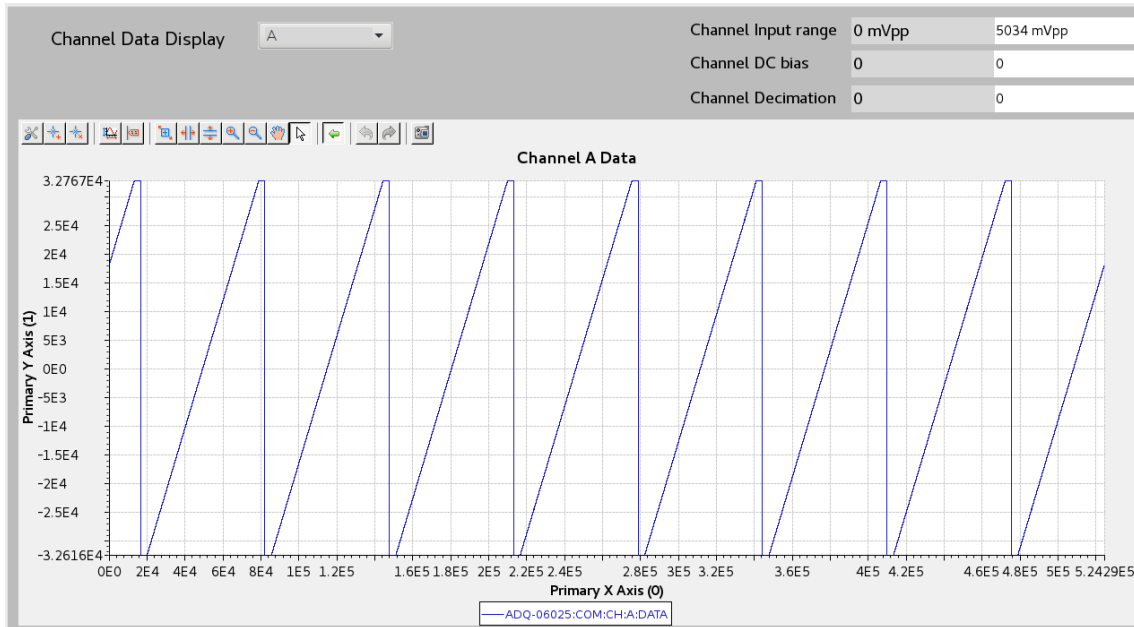 Channel Data Display A
Channel Input range 0 mVpp 5034 mVpp
Channel DC bias 0 0
Channel Decimation 0 0
Channel A Data
3.2767E4
2.5E4
2E4
1.5E4
1E4
5E3
0E0
-5E3
-1E4
-1.5E4
-2E4
-2.5E4
-3.2616E4
Primary Y Axis (1)
0E0 2E4 4E4 6E4 8E4 1E5 1.2E5 1.6E5 1.8E5 2E5 2.2E5 2.4E5 2.8E5 3E5 3.2E5 3.6E5 4E5 4.2E5 4.6E5 4.8E5 5E5 5.2429E5
Primary X Axis (0)
ADQ-06025:COM:CH:A:DATA